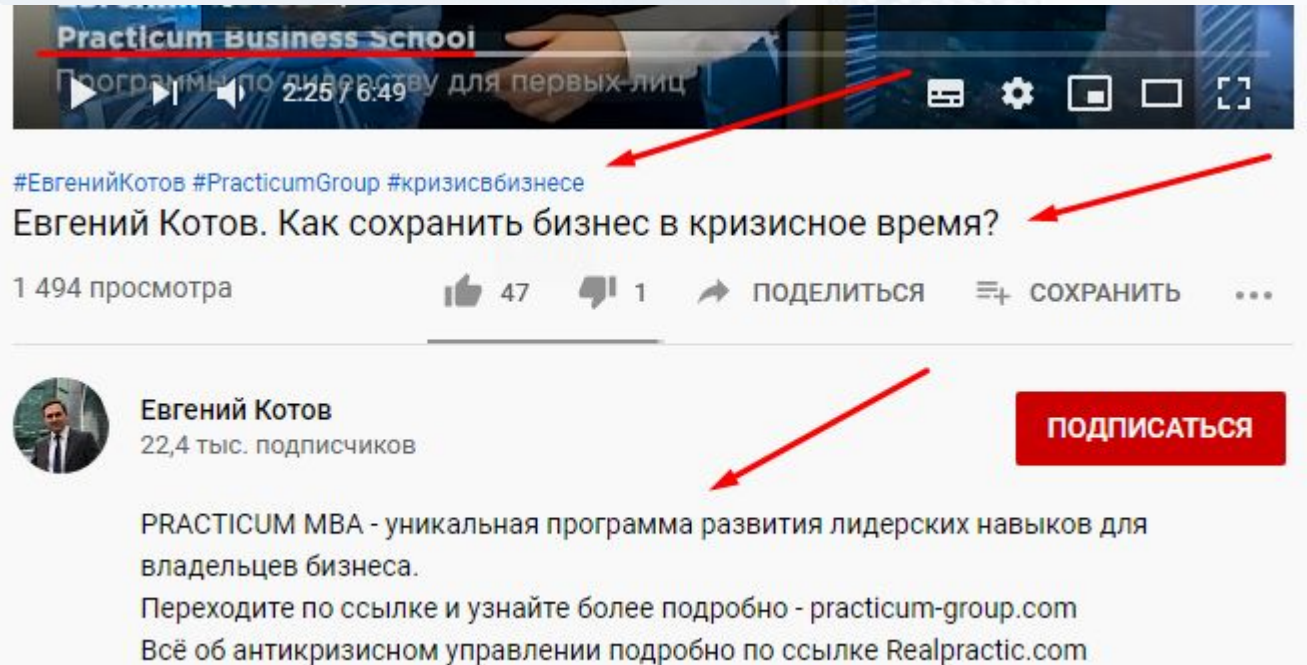 Practicum Business School
Программы по лидерству для первых лиц
2:25 / 6:49
#ЕвгенийКотов #PracticumGroup #кризисвбизнесе
Евгений Котов. Как сохранить бизнес в кризисное время?
1 494 просмотра 47 1 ПОДЕЛИТЬСЯ СОХРАНИТЬ
Евгений Котов
22,4 тыс. подписчиков
ПОДПИСАТЬСЯ
PRACTICUM MBA - уникальная программа развития лидерских навыков для
владельцев бизнеса.
Переходите по ссылке и узнайте более подробно - practicum-group.com
Всё об антикризисном управлении подробно по ссылке Realpractic.com